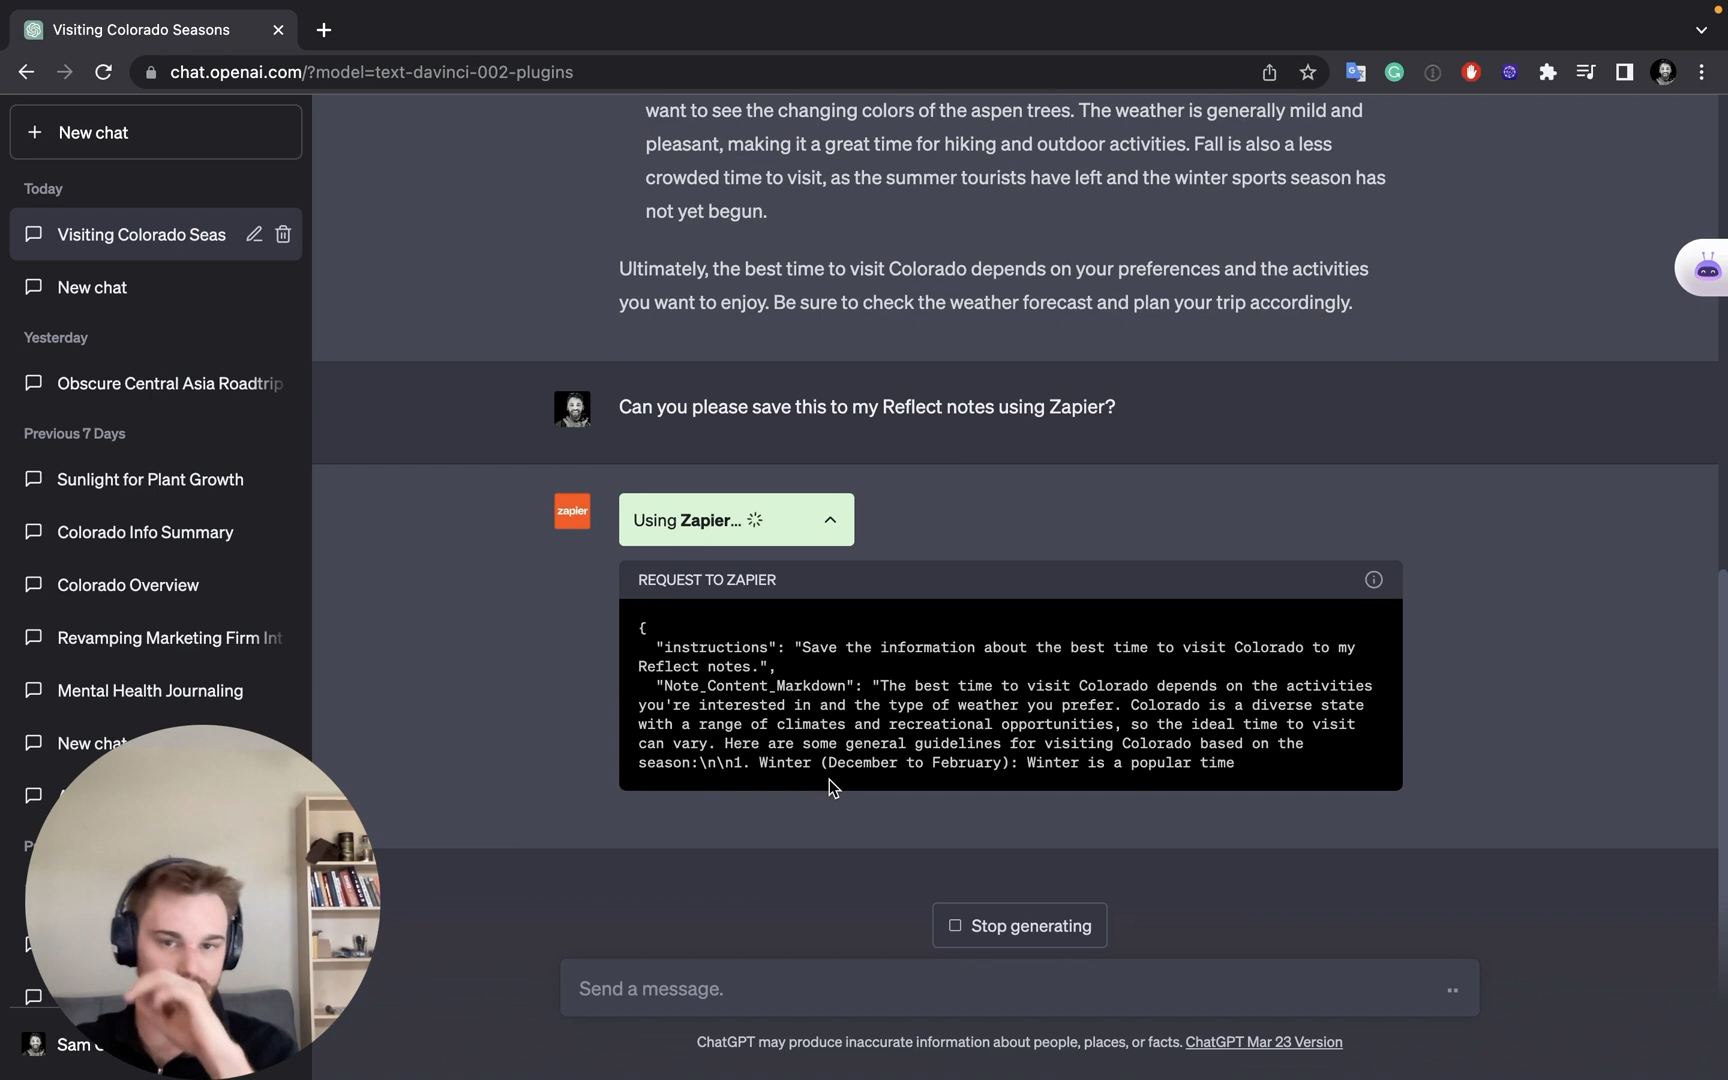 Visiting Colorado Seasons
chat.openai.com/?model=text-davinci-002-plugins
New chat
Today
Visiting Colorado Seas
New chat
Yesterday
Obscure Central Asia Roadtrip
Previous 7 Days
Sunlight for Plant Growth
Colorado Info Summary
Colorado Overview
Revamping Marketing Firm Int
Mental Health Journaling
New chat
Sam
want to see the changing colors of the aspen trees. The weather is generally mild and
pleasant, making it a great time for hiking and outdoor activities. Fall is also a less
crowded time to visit, as the summer tourists have left and the winter sports season has
not yet begun.
Ultimately, the best time to visit Colorado depends on your preferences and the activities
you want to enjoy. Be sure to check the weather forecast and plan your trip accordingly.
Can you please save this to my Reflect notes using Zapier?
zapier
Using Zapier...
REQUEST TO ZAPIER
{
"instructions": "Save the information about the best time to visit Colorado to my
Reflect notes.",
"Note_Content_Markdown": "The best time to visit Colorado depends on the activities
you're interested in and the type of weather you prefer. Colorado is a diverse state
with a range of climates and recreational opportunities, so the ideal time to visit
can vary. Here are some general guidelines for visiting Colorado based on the
season:\n\n1. Winter (December to February): Winter is a popular time
Stop generating
Send a message.
ChatGPT may produce inaccurate information about people, places, or facts. ChatGPT Mar 23 Version